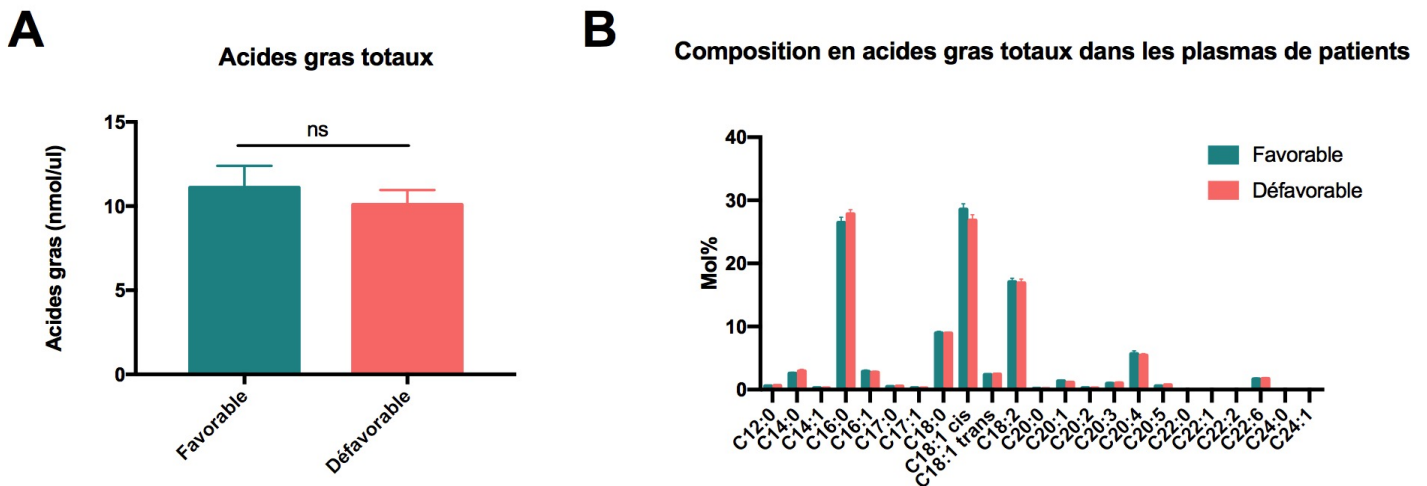 A
Acides gras totaux
Acides gras (nmol/ul)
15
10
5
0
ns
Favorable
Défavorable
B
Composition en acides gras totaux dans les plasmas de patients
Mol%
40
30
20
10
0
Favorable
Défavorable
C12:0
C14:0
C14:1
C16:0
C16:1
C17:0
C17:1
C18:0
C18:1 cis
C18:1 trans
C18:2
C20:0
C20:1
C20:2
C20:3
C20:4
C20:5
C22:0
C22:1
C22:2
C22:6
C24:0
C24:1